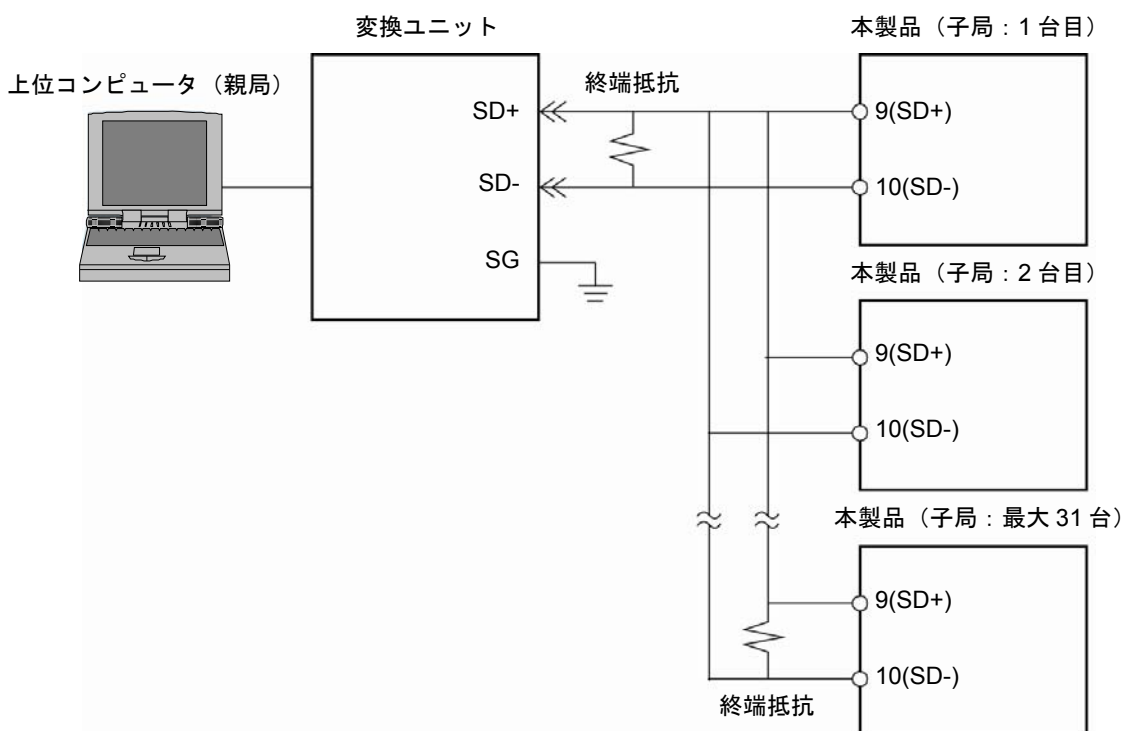 変換ユニット
本製品（子局：1 台目）
上位コンピュータ（親局）
終端抵抗
SD+
9(SD+)
SD-
10(SD-)
SG
本製品（子局：2 台目）
9(SD+)
10(SD-)
本製品（子局：最大 31 台）
9(SD+)
10(SD-)
終端抵抗